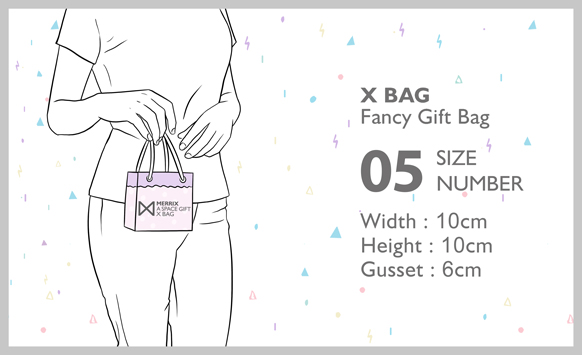 MERRIX
A SPACE GIFT
X BAG
X BAG
Fancy Gift Bag
05 SIZE
NUMBER
Width : 10cm
Height : 10cm
Gusset : 6cm